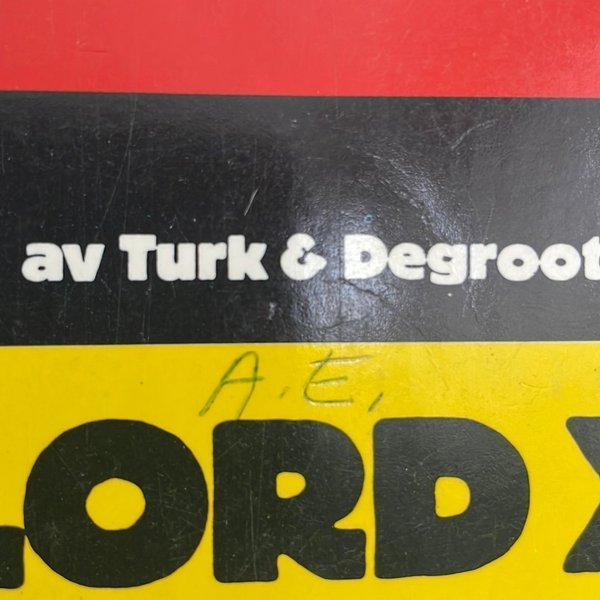 av Turk & Degroot
A.E.
LORD X